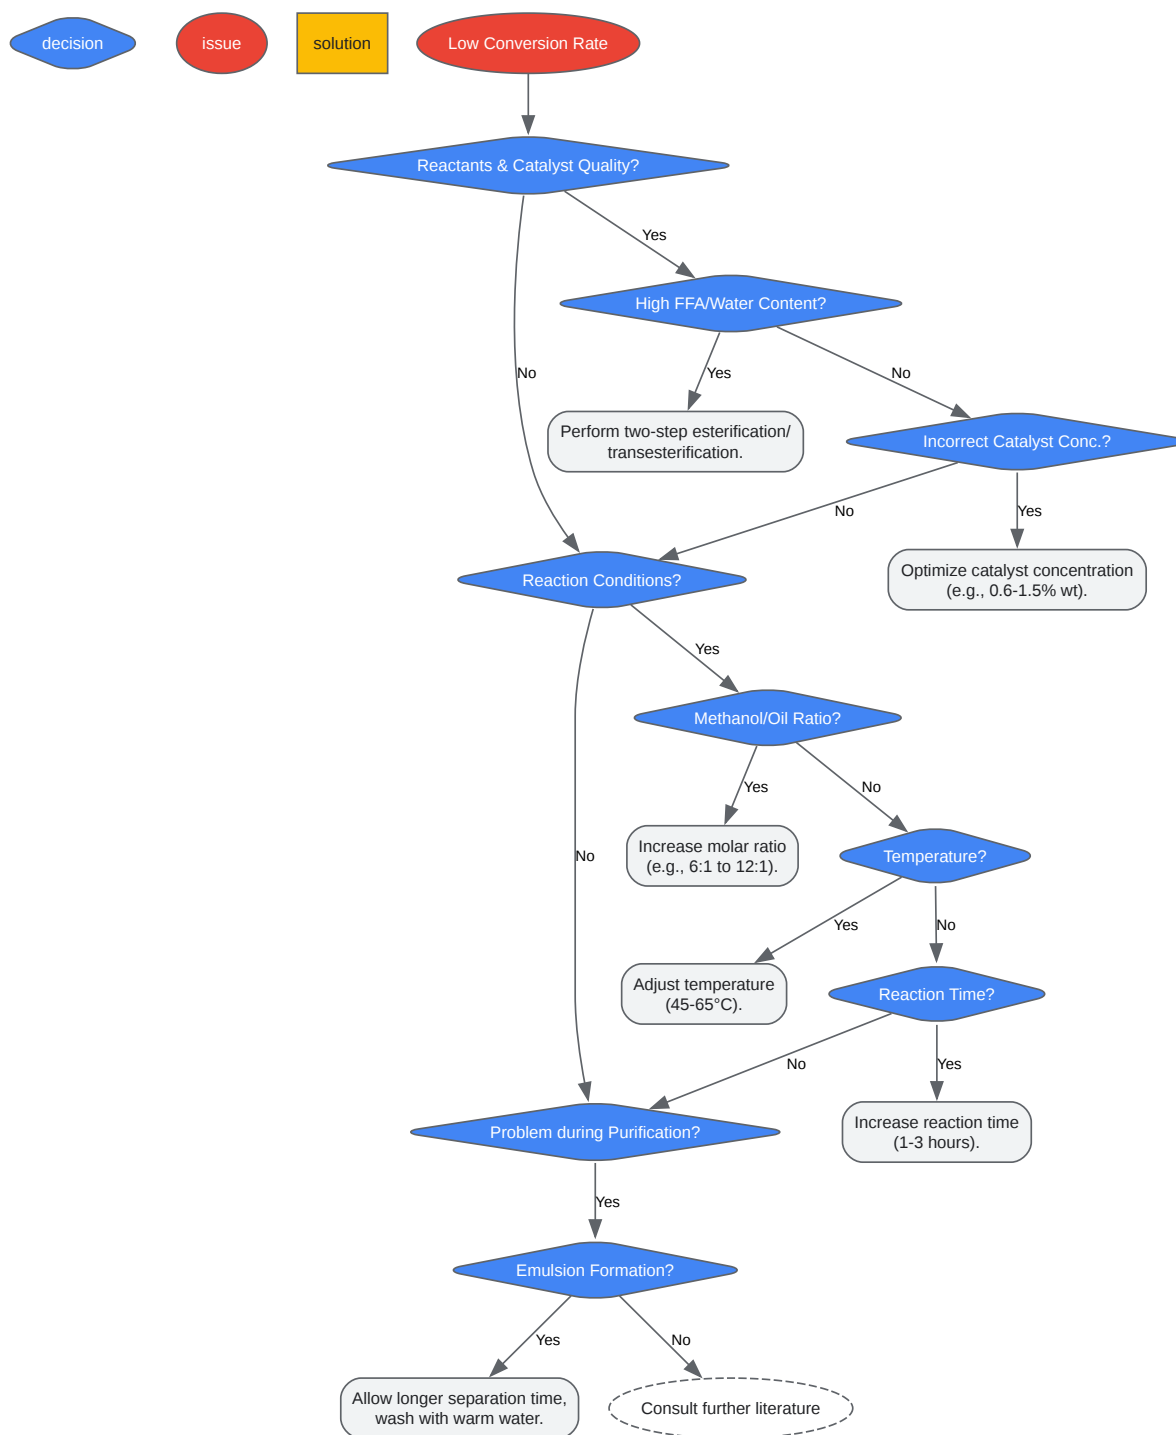 decision
issue
solution
Low Conversion Rate
Reactants & Catalyst Quality?
Yes
High FFA/Water Content?
No
Yes
No
Perform two-step esterification/
transesterification.
Incorrect Catalyst Conc.?
No
Yes
Reaction Conditions?
Optimize catalyst concentration
(e.g., 0.6-1.5% wt).
Yes
Methanol/Oil Ratio?
Yes
No
Increase molar ratio
(e.g., 6:1 to 12:1).
No
Temperature?
Yes
No
Adjust temperature
(45-65°C).
Reaction Time?
No
Yes
Problem during Purification?
Increase reaction time
(1-3 hours).
Yes
Emulsion Formation?
Yes
No
Allow longer separation time,
wash with warm water.
Consult further literature